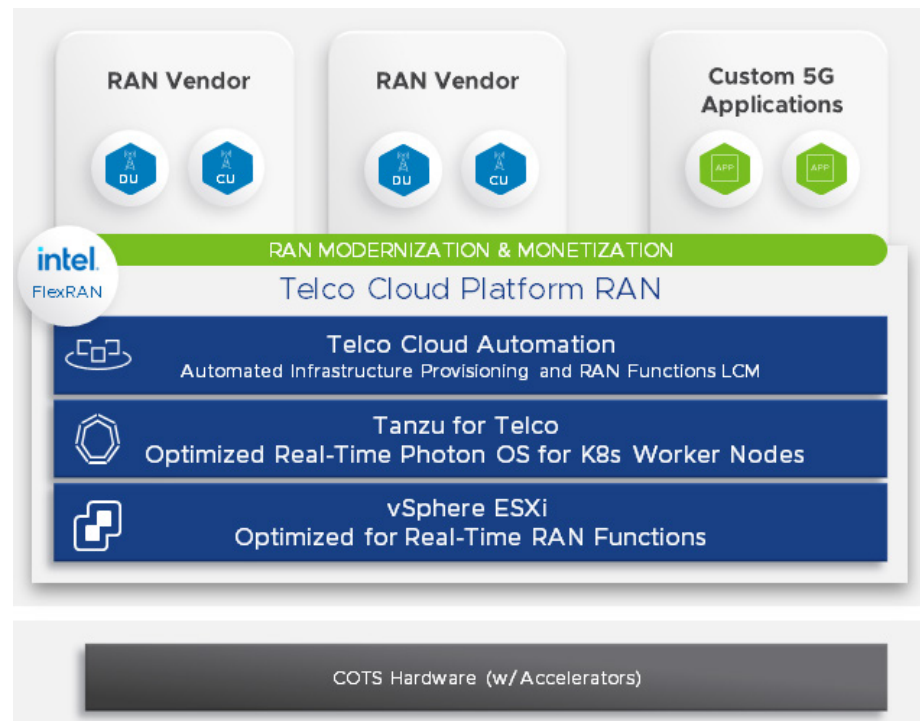 RAN Vendor
RAN Vendor
Custom 5G
Applications
DU
CU
DU
CU
APP
APP
intel.
FlexRAN
RAN MODERNIZATION & MONETIZATION
Telco Cloud Platform RAN
Telco Cloud Automation
Automated Infrastructure Provisioning and RAN Functions LCM
Tanzu for Telco
Optimized Real-Time Photon OS for K8s Worker Nodes
vSphere ESXi
Optimized for Real-Time RAN Functions
COTS Hardware (w/Accelerators)